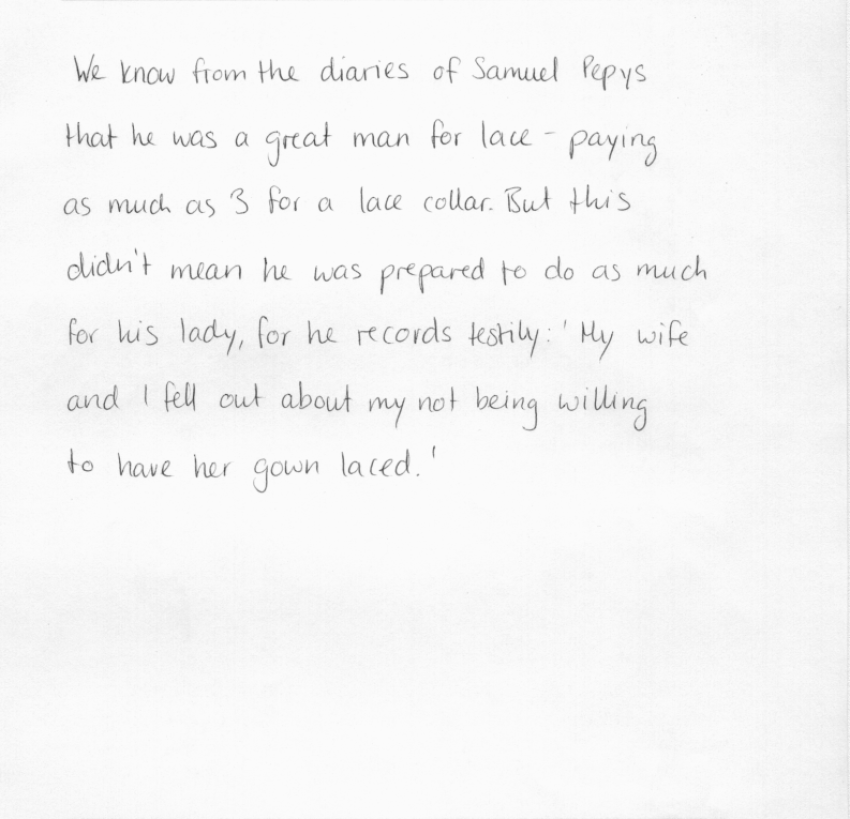 We know from the diaries of Samuel Pepys
that he was a great man for lace - paying
as much as 3 for a lace collar. But this
didn't mean he was prepared to do as much
for his lady, for he records testily: 'My wife
and I fell out about my not being willing
to have her gown laced.'